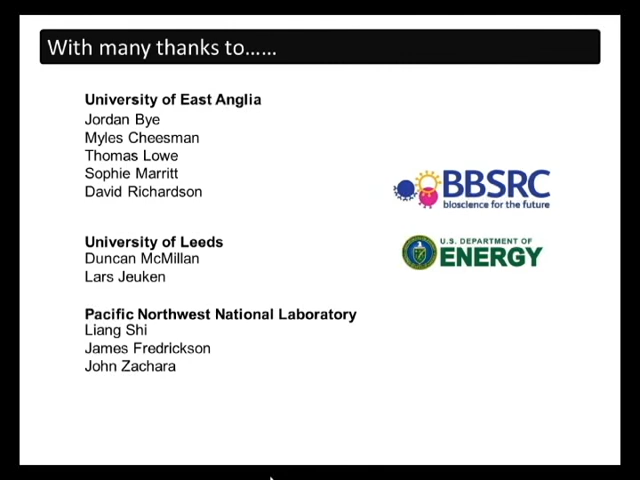 With many thanks to......
University of East Anglia
Jordan Bye
Myles Cheesman
Thomas Lowe
Sophie Marritt
David Richardson
BBSRC
bioscience for the future
University of Leeds
Duncan McMillan
Lars Jeuken
U.S. DEPARTMENT OF
ENERGY
Pacific Northwest National Laboratory
Liang Shi
James Fredrickson
John Zachara